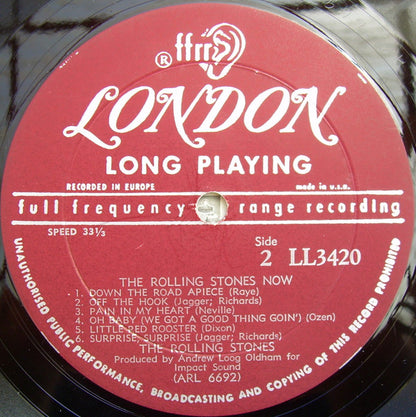 ffrr
®
LONDON
LONG PLAYING
RECORDED IN EUROPE
made in u.s.a.
full frequency range recording
SPEED 33⅓
Side
2 LL3420
THE ROLLING STONES NOW
1. DOWN THE ROAD APIECE (Raye)
2. OFF THE HOOK (Jagger; Richards)
3. PAIN IN MY HEART (Neville)
4. OH BABY (WE GOT A GOOD THING GOIN') (Ozen)
5. LITTLE RED ROOSTER (Dixon)
6. SURPRISE, SURPRISE (Jagger; Richards)
THE ROLLING STONES
Produced by Andrew Loog Oldham for
Impact Sound
(ARL 6692)
UNAUTHORISED PUBLIC PERFORMANCE, BROADCASTING AND COPYING OF THIS RECORD PROHIBITED